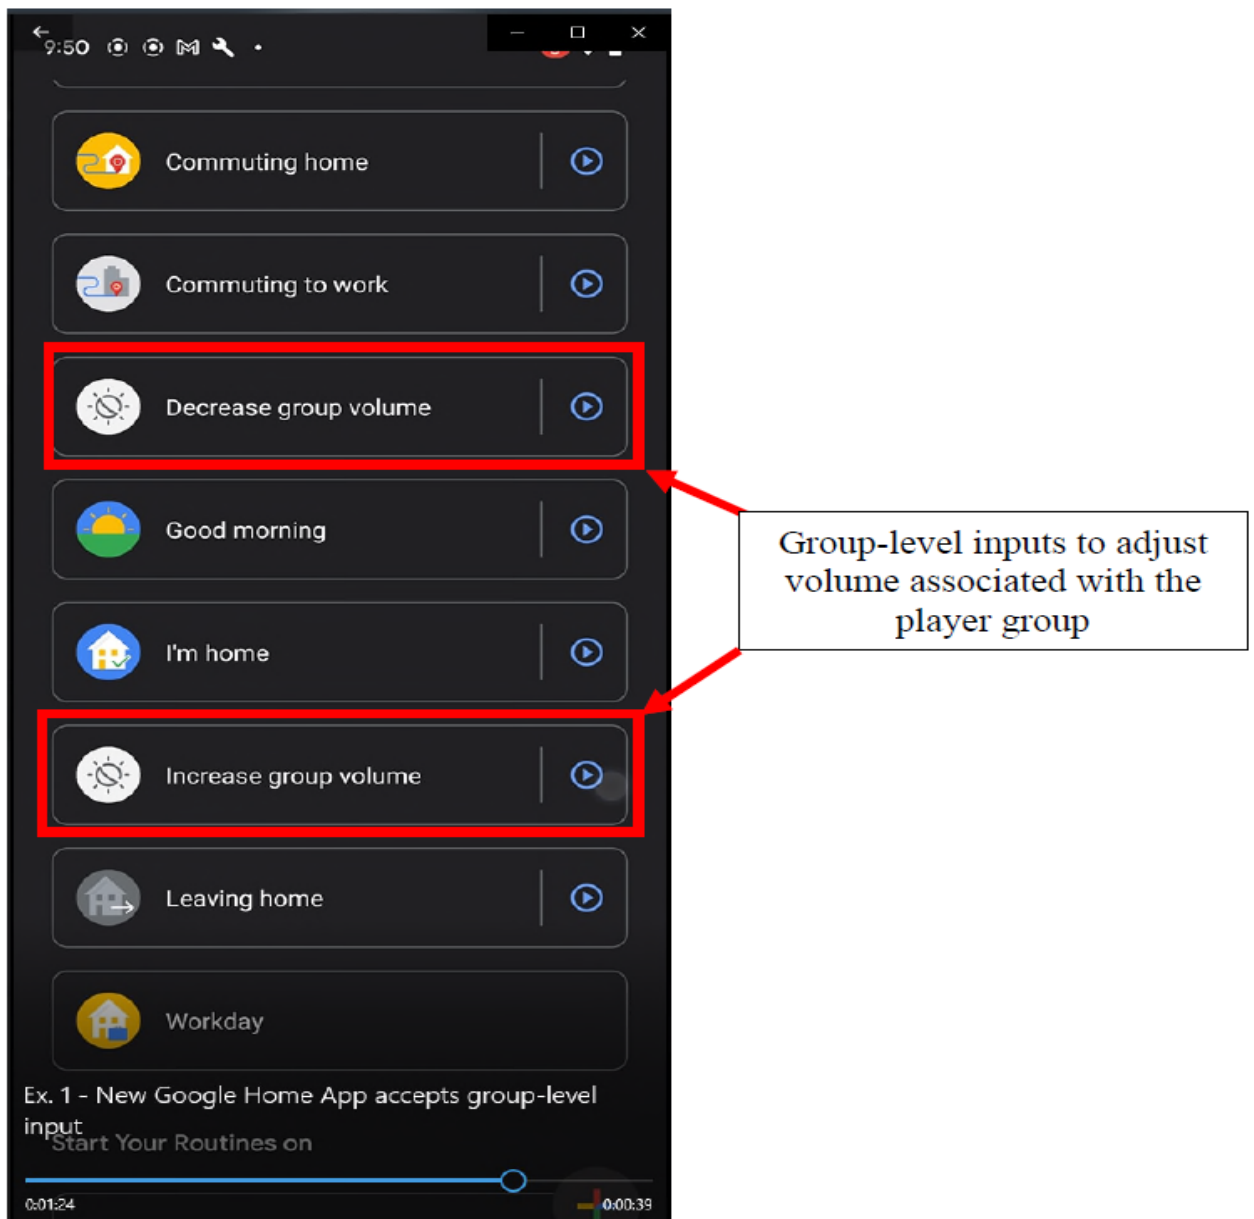 9:50
Commuting home
Commuting to work
Decrease group volume
Good morning
Group-level inputs to adjust
volume associated with the
player group
I'm home
Increase group volume
Leaving home
Workday
Ex. 1 - New Google Home App accepts group-level
input
Start Your Routines on
0:01:24
0:00:39